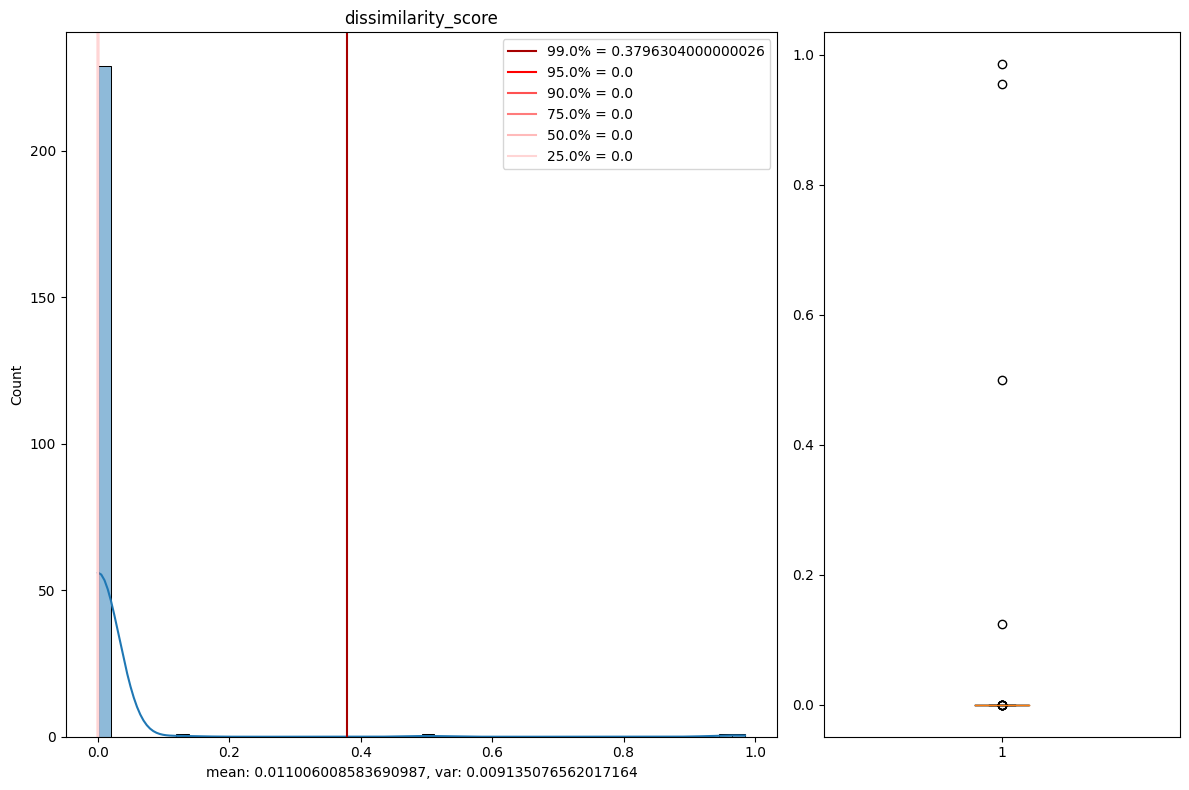 dissimilarity_score
99.0% = 0.3796304000000026
95.0% = 0.0
90.0% = 0.0
75.0% = 0.0
50.0% = 0.0
25.0% = 0.0
Count
200
150
100
50
0
0.0 0.2 0.4 0.6 0.8 1.0
mean: 0.011006008583690987, var: 0.009135076562017164
1.0
0.8
0.6
0.4
0.2
0.0
1